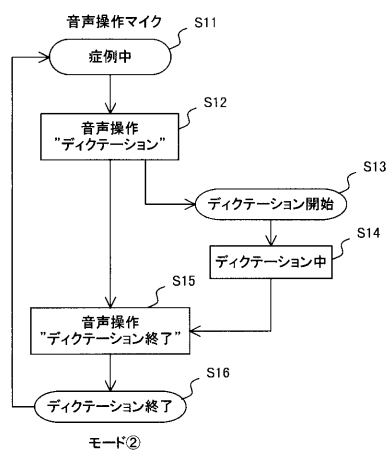 音声操作マイク
S11
症例中
S12
音声操作
”ディクテーション”
S13
ディクテーション開始
S14
ディクテーション中
S15
音声操作
”ディクテーション終了”
S16
ディクテーション終了
モード②